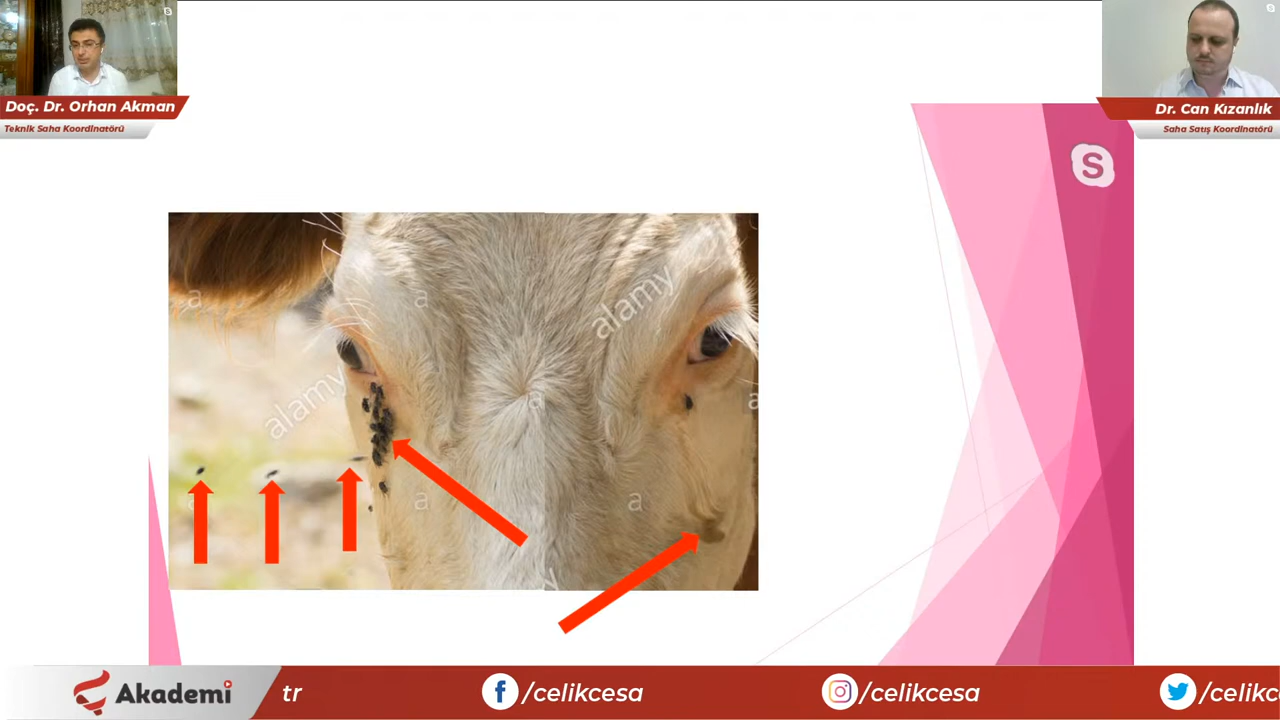 Doç. Dr. Orhan Akman
Teknik Saha Koordinatörü
Dr. Can Kızanlık
Saha Satış Koordinatörü
S
a
a
alamy
alamy
a
a
a
a
a
Akademi
tr
/celikcesa
/celikcesa
/celikc